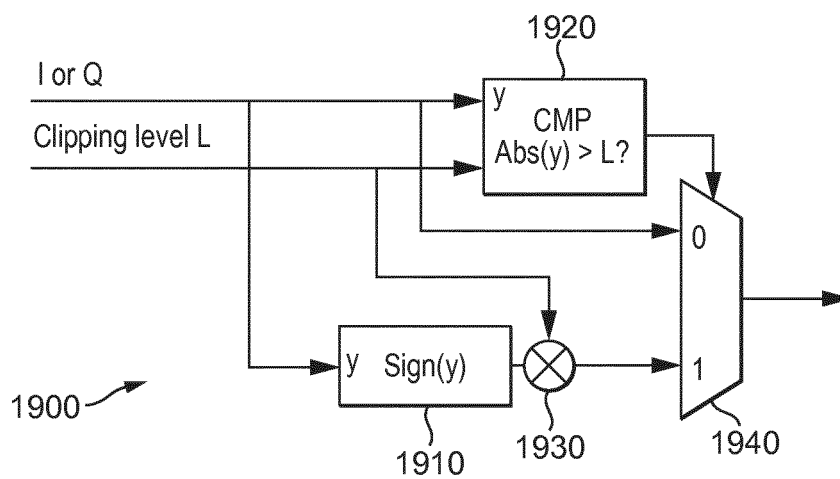 1920
I or Q
y
CMP
Abs(y) > L?
Clipping level L
0
y
Sign(y)
1
1900
1910
1930
1940